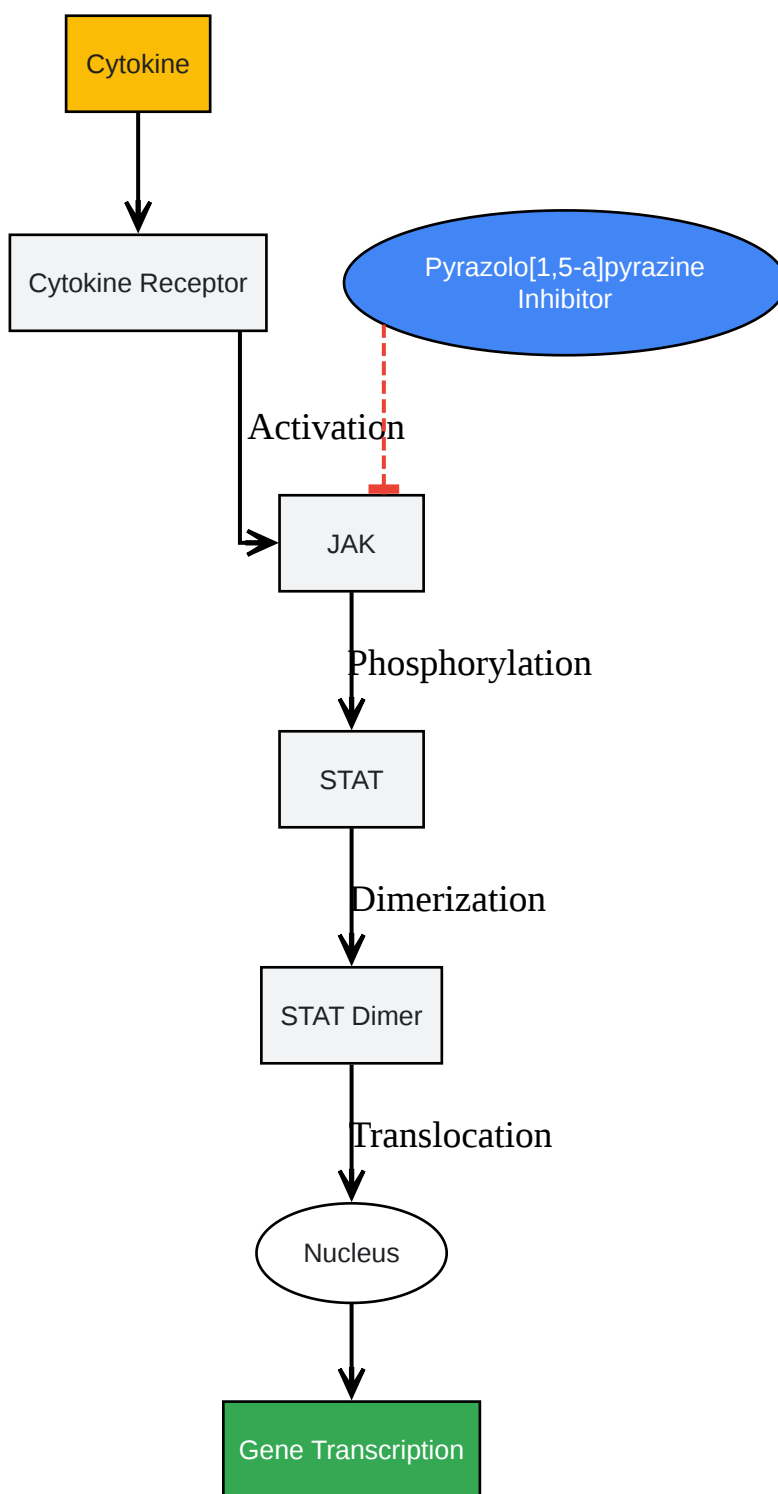 Cytokine
Cytokine Receptor
Pyrazolo[1,5-a]pyrazine
Inhibitor
Activation
JAK
Phosphorylation
STAT
Dimerization
STAT Dimer
Translocation
Nucleus
Gene Transcription